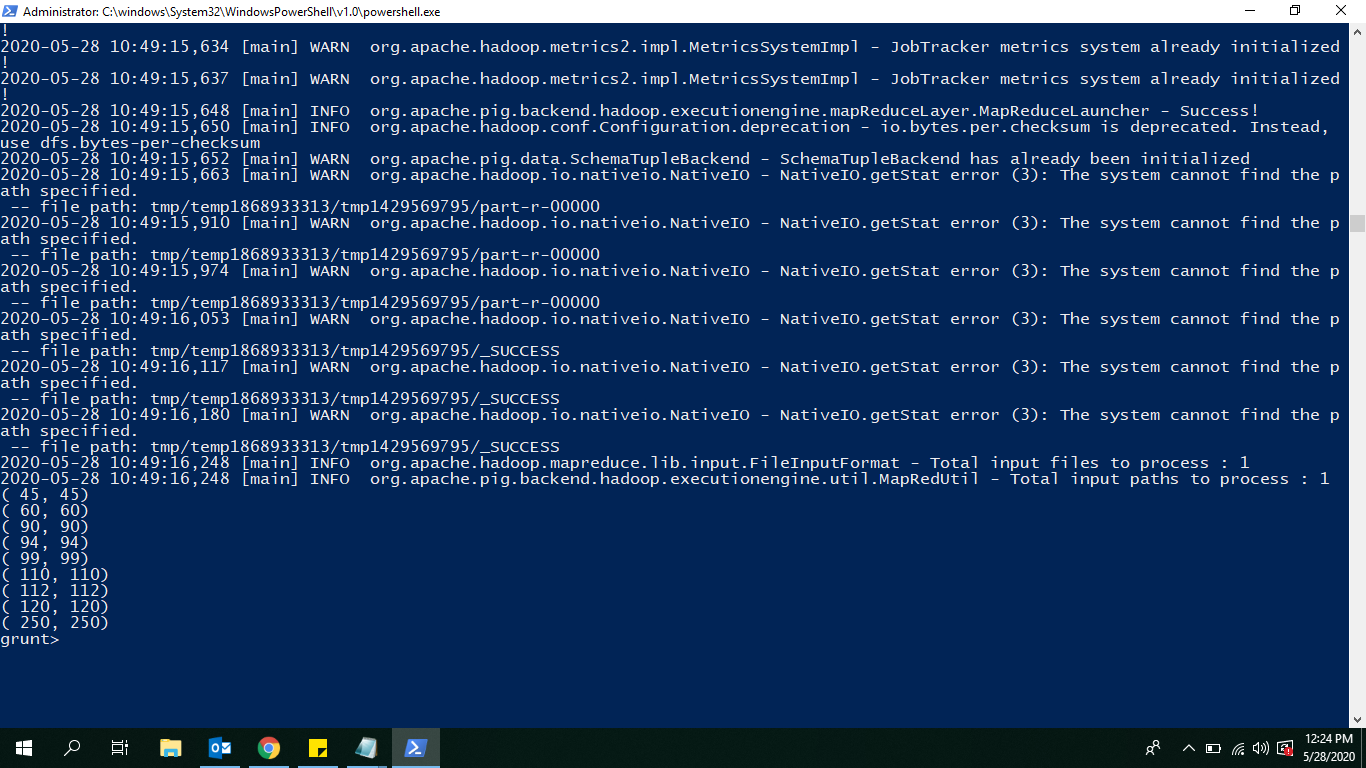 Administrator: C:\windows\System32\WindowsPowerShell\v1.0\powershell.exe
!
2020-05-28 10:49:15,634 [main] WARN  org.apache.hadoop.metrics2.impl.MetricsSystemImpl - JobTracker metrics system already initialized
!
2020-05-28 10:49:15,637 [main] WARN  org.apache.hadoop.metrics2.impl.MetricsSystemImpl - JobTracker metrics system already initialized
!
2020-05-28 10:49:15,648 [main] INFO  org.apache.pig.backend.hadoop.executionengine.mapReduceLayer.MapReduceLauncher - Success!
2020-05-28 10:49:15,650 [main] INFO  org.apache.hadoop.conf.Configuration.deprecation - io.bytes.per.checksum is deprecated. Instead,
use dfs.bytes-per-checksum
2020-05-28 10:49:15,652 [main] WARN  org.apache.pig.data.SchemaTupleBackend - SchemaTupleBackend has already been initialized
2020-05-28 10:49:15,663 [main] WARN  org.apache.hadoop.io.nativeio.NativeIO - NativeIO.getStat error (3): The system cannot find the p
ath specified.
 -- file path: tmp/temp1868933313/tmp1429569795/part-r-00000
2020-05-28 10:49:15,910 [main] WARN  org.apache.hadoop.io.nativeio.NativeIO - NativeIO.getStat error (3): The system cannot find the p
ath specified.
 -- file path: tmp/temp1868933313/tmp1429569795/part-r-00000
2020-05-28 10:49:15,974 [main] WARN  org.apache.hadoop.io.nativeio.NativeIO - NativeIO.getStat error (3): The system cannot find the p
ath specified.
 -- file path: tmp/temp1868933313/tmp1429569795/part-r-00000
2020-05-28 10:49:16,053 [main] WARN  org.apache.hadoop.io.nativeio.NativeIO - NativeIO.getStat error (3): The system cannot find the p
ath specified.
 -- file path: tmp/temp1868933313/tmp1429569795/_SUCCESS
2020-05-28 10:49:16,117 [main] WARN  org.apache.hadoop.io.nativeio.NativeIO - NativeIO.getStat error (3): The system cannot find the p
ath specified.
 -- file path: tmp/temp1868933313/tmp1429569795/_SUCCESS
2020-05-28 10:49:16,180 [main] WARN  org.apache.hadoop.io.nativeio.NativeIO - NativeIO.getStat error (3): The system cannot find the p
ath specified.
 -- file path: tmp/temp1868933313/tmp1429569795/_SUCCESS
2020-05-28 10:49:16,248 [main] INFO  org.apache.hadoop.mapreduce.lib.input.FileInputFormat - Total input files to process : 1
2020-05-28 10:49:16,248 [main] INFO  org.apache.pig.backend.hadoop.executionengine.util.MapRedUtil - Total input paths to process : 1
( 45, 45)
( 60, 60)
( 90, 90)
( 94, 94)
( 99, 99)
( 110, 110)
( 112, 112)
( 120, 120)
( 250, 250)
grunt>
12:24 PM
5/28/2020